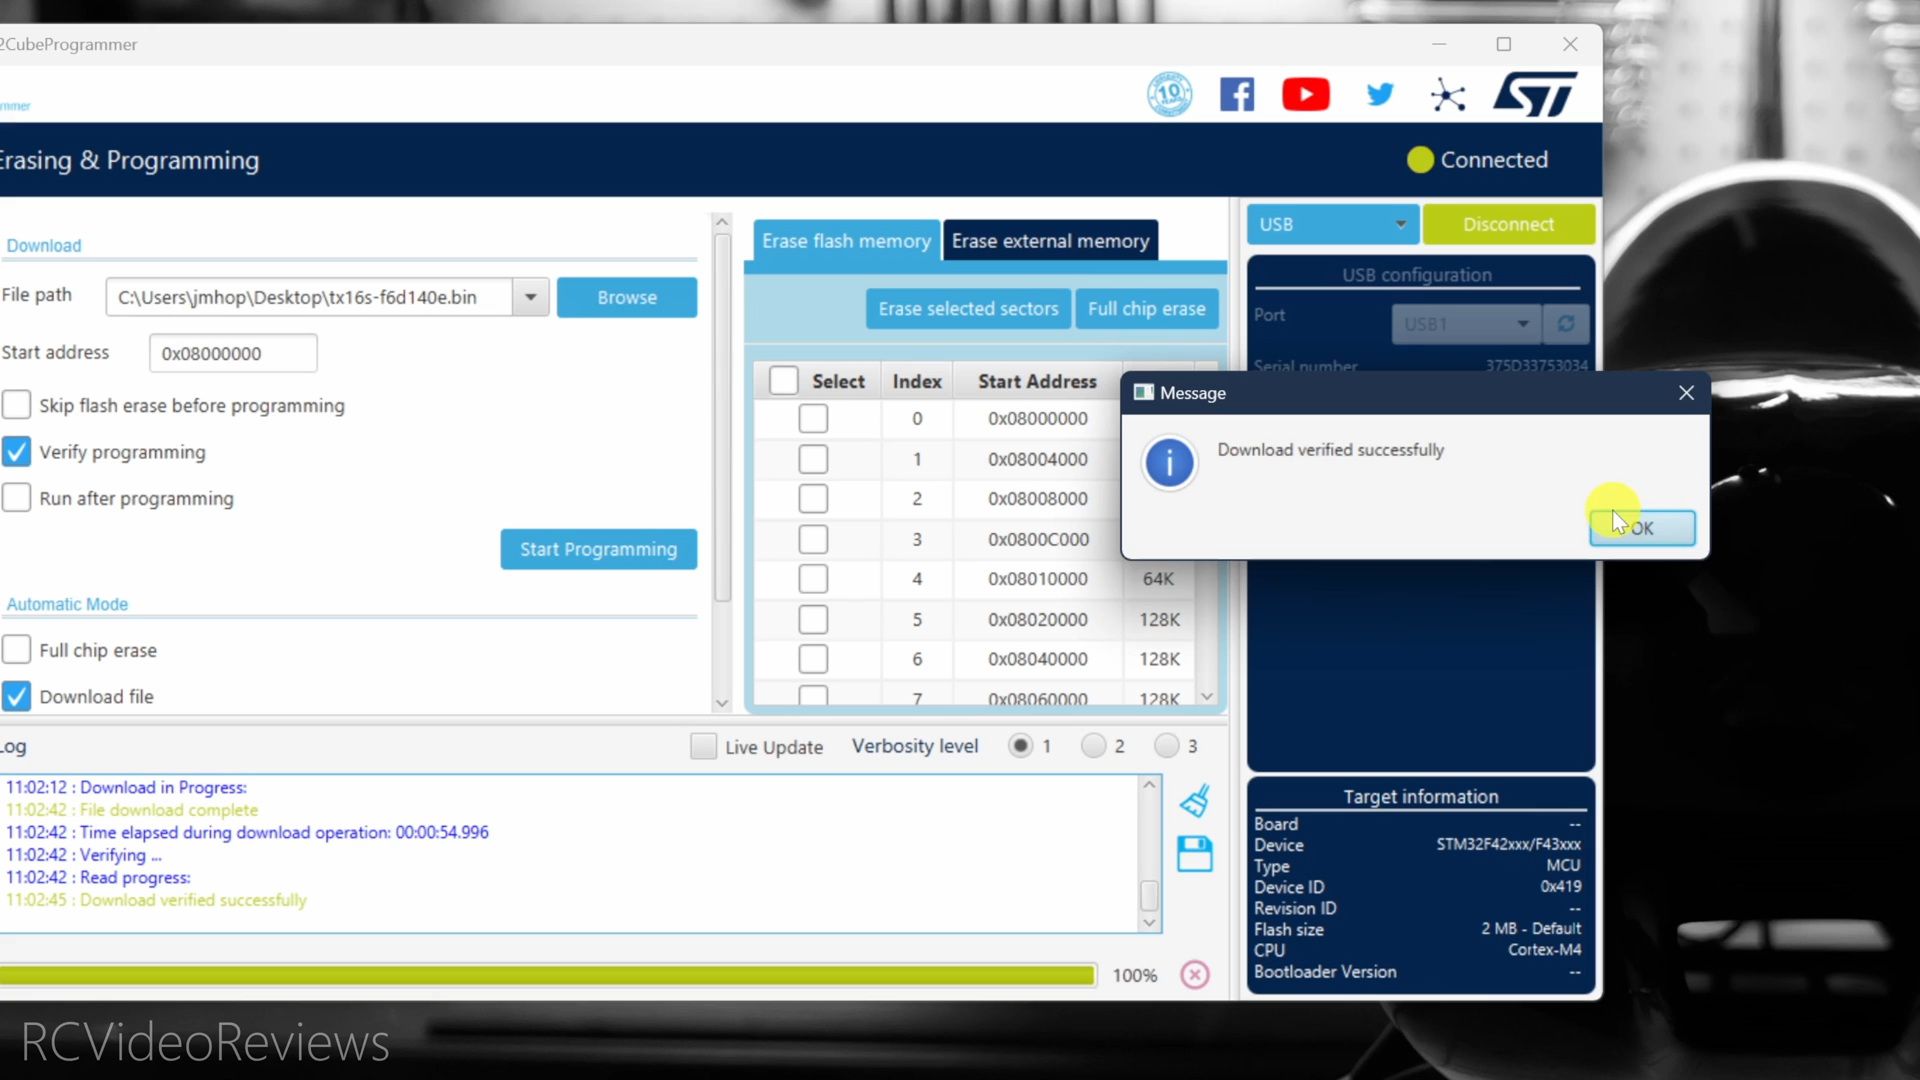 2CubeProgrammer
mmer
10
ST
Erasing & Programming
Connected
Download
File path
C:\Users\jmhop\Desktop\tx16s-f6d140e.bin
Browse
Start address
0x08000000
Skip flash erase before programming
Verify programming
Run after programming
Start Programming
Automatic Mode
Full chip erase
Download file
Erase flash memory
Erase external memory
Erase selected sectors
Full chip erase
Select Index Start Address
0 0x08000000
1 0x08004000
2 0x08008000
3 0x0800C000
4 0x08010000 64K
5 0x08020000 128K
6 0x08040000 128K
7 0x08060000 128K
USB
Disconnect
USB configuration
Port
USB1
Serial number 375D33753034
Message
Download verified successfully
OK
Log
Live Update Verbosity level 1 2 3
11:02:12 : Download in Progress:
11:02:42 : File download complete
11:02:42 : Time elapsed during download operation: 00:00:54.996
11:02:42 : Verifying ...
11:02:42 : Read progress:
11:02:45 : Download verified successfully
100%
Target information
Board --
Device STM32F42xxx/F43xxx
Type MCU
Device ID 0x419
Revision ID --
Flash size 2 MB - Default
CPU Cortex-M4
Bootloader Version --
RCVideoReviews